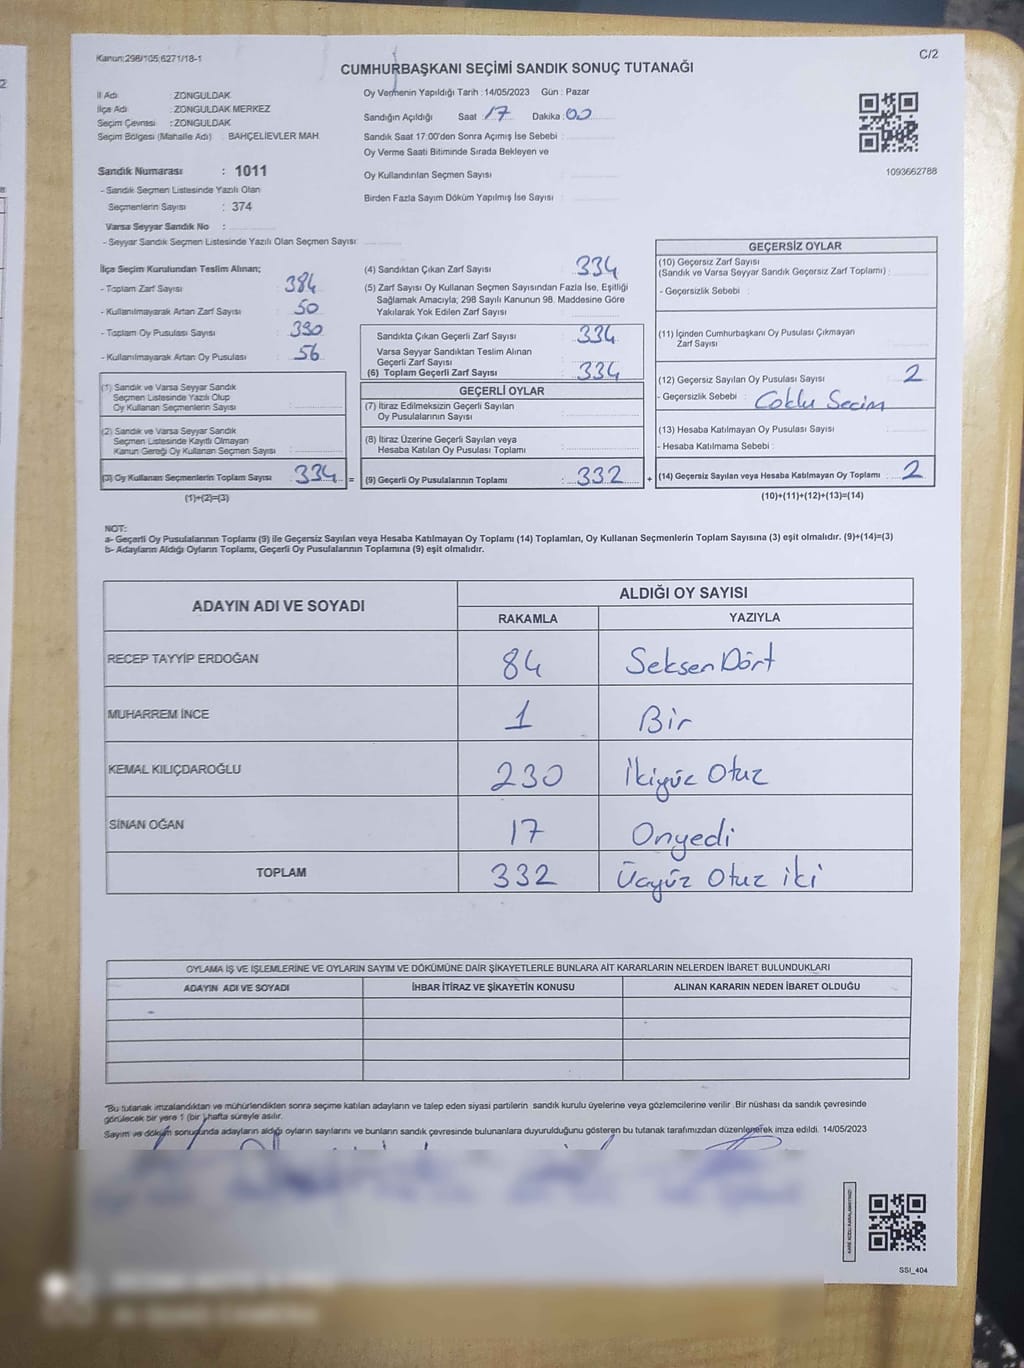 Kanun:298/105;6271/18-1
C/2
CUMHURBAŞKANI SEÇİMİ SANDIK SONUÇ TUTANAĞI
İl Adı : ZONGULDAK
İlçe Adı : ZONGULDAK MERKEZ
Seçim Çevresi : ZONGULDAK
Seçim Bölgesi (Mahalle Adı) : BAHÇELİEVLER MAH
Sandık Numarası : 1011
- Sandık Seçmen Listesinde Yazılı Olan
Seçmenlerin Sayısı : 374
Varsa Seyyar Sandık No :
- Seyyar Sandık Seçmen Listesinde Yazılı Olan Seçmen Sayısı:
Oy Vermenin Yapıldığı Tarih : 14/05/2023 Gün : Pazar
Sandığın Açıldığı Saat : 17 Dakika : 00
Sandık Saat 17:00'den Sonra Açılmış İse Sebebi :
Oy Verme Saati Bitiminde Sırada Bekleyen ve
Oy Kullandırılan Seçmen Sayısı :
Birden Fazla Sayım Döküm Yapılmış İse Sayısı :
1093662788
İlçe Seçim Kurulundan Teslim Alınan;
- Toplam Zarf Sayısı : 384
- Kullanılmayarak Artan Zarf Sayısı : 50
- Toplam Oy Pusulası Sayısı : 390
- Kullanılmayarak Artan Oy Pusulası : 56
(1) Sandık ve Varsa Seyyar Sandık
Seçmen Listesinde Yazılı Olup
Oy Kullanan Seçmenlerin Sayısı :
(2) Sandık ve Varsa Seyyar Sandık
Seçmen Listesinde Kayıtlı Olmayan
Kanun Gereği Oy Kullanan Seçmen Sayısı :
(3) Oy Kullanan Seçmenlerin Toplam Sayısı : 334 =
(1)+(2)=(3)
(4) Sandıktan Çıkan Zarf Sayısı : 334
(5) Zarf Sayısı Oy Kullanan Seçmen Sayısından Fazla İse, Eşitliği
Sağlamak Amacıyla; 298 Sayılı Kanunun 98. Maddesine Göre
Yakılarak Yok Edilen Zarf Sayısı :
Sandıkta Çıkan Geçerli Zarf Sayısı : 334
Varsa Seyyar Sandıktan Teslim Alınan
Geçerli Zarf Sayısı :
(6) Toplam Geçerli Zarf Sayısı : 334
GEÇERLİ OYLAR
(7) İtiraz Edilmeksizin Geçerli Sayılan
Oy Pusulalarının Sayısı :
(8) İtiraz Üzerine Geçerli Sayılan veya
Hesaba Katılan Oy Pusulası Toplamı :
(9) Geçerli Oy Pusulalarının Toplamı : 332 +
GEÇERSİZ OYLAR
(10) Geçersiz Zarf Sayısı
(Sandık ve Varsa Seyyar Sandık Geçersiz Zarf Toplamı) :
- Geçersizlik Sebebi :
(11) İçinden Cumhurbaşkanı Oy Pusulası Çıkmayan
Zarf Sayısı :
(12) Geçersiz Sayılan Oy Pusulası Sayısı : 2
- Geçersizlik Sebebi : Çoklu Seçim
(13) Hesaba Katılmayan Oy Pusulası Sayısı :
- Hesaba Katılmama Sebebi :
(14) Geçersiz Sayılan veya Hesaba Katılmayan Oy Toplamı : 2
(10)+(11)+(12)+(13)=(14)
NOT:
a- Geçerli Oy Pusulalarının Toplamı (9) ile Geçersiz Sayılan veya Hesaba Katılmayan Oy Toplamı (14) Toplamları, Oy Kullanan Seçmenlerin Toplam Sayısına (3) eşit olmalıdır. (9)+(14)=(3)
b- Adayların Aldığı Oyların Toplamı, Geçerli Oy Pusulalarının Toplamına (9) eşit olmalıdır.
ADAYIN ADI VE SOYADI ALDIĞI OY SAYISI
RAKAMLA YAZIYLA
RECEP TAYYİP ERDOĞAN 84 Seksen Dört
MUHARREM İNCE 1 Bir
KEMAL KILIÇDAROĞLU 230 İkiyüz Otuz
SİNAN OĞAN 17 Onyedi
TOPLAM 332 Üçyüz Otuz iki
OYLAMA İŞ VE İŞLEMLERİNE VE OYLARIN SAYIM VE DÖKÜMÜNE DAİR ŞİKAYETLERLE BUNLARA AİT KARARLARIN NELERDEN İBARET BULUNDUKLARI
ADAYIN ADI VE SOYADI İHBAR İTİRAZ VE ŞİKAYETİN KONUSU ALINAN KARARIN NEDEN İBARET OLDUĞU
*Bu tutanak imzalandıktan ve mühürlendikten sonra seçime katılan adayların ve talep eden siyasi partilerin sandık kurulu üyelerine veya gözlemcilerine verilir. Bir nüshası da sandık çevresinde
görülecek bir yere 1 (bir) hafta süreyle asılır.
Sayım ve döküm sonucunda adayların aldığı oyların sayılarını ve bunların sandık çevresinde bulunanlara duyurulduğunu gösteren bu tutanak tarafımızdan düzenlenerek imza edildi. 14/05/2023
SSI_404